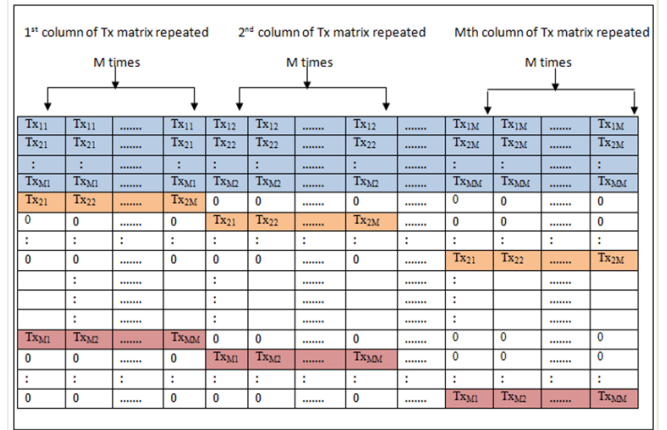 1st column of Tx matrix repeated 2nd column of Tx matrix repeated Mth column of Tx matrix repeated
M times M times M times
Tx11 Tx11 ....... Tx11 Tx12 Tx12 ....... Tx12 ....... Tx1M Tx1M ....... Tx1M
Tx21 Tx21 ....... Tx21 Tx22 Tx22 ....... Tx22 ....... Tx2M Tx2M ....... Tx2M
: : ....... : : : ....... : ....... : : ....... :
TxM1 TxM1 ....... TxM1 TxM2 TxM2 ....... TxM2 ....... TxMM TxMM ....... TxMM
Tx21 Tx22 ....... Tx2M 0 0 ....... 0 ....... 0 0 ....... 0
0 0 ....... 0 Tx21 Tx22 ....... Tx2M ....... 0 0 ....... 0
: : : : : : : : : : : : :
0 0 ....... 0 0 0 ....... 0 ....... Tx21 Tx22 ....... Tx2M
: ....... : ....... : .......
: ....... : ....... : .......
: ....... : ....... : .......
TxM1 TxM2 ....... TxMM 0 0 ....... 0 ....... 0 0 ....... 0
0 0 ....... 0 TxM1 TxM2 ....... TxMM ....... 0 0 ....... 0
: : : : : : : : : : : : :
0 0 ....... 0 0 0 ....... 0 ....... TxM1 TxM2 ....... TxMM